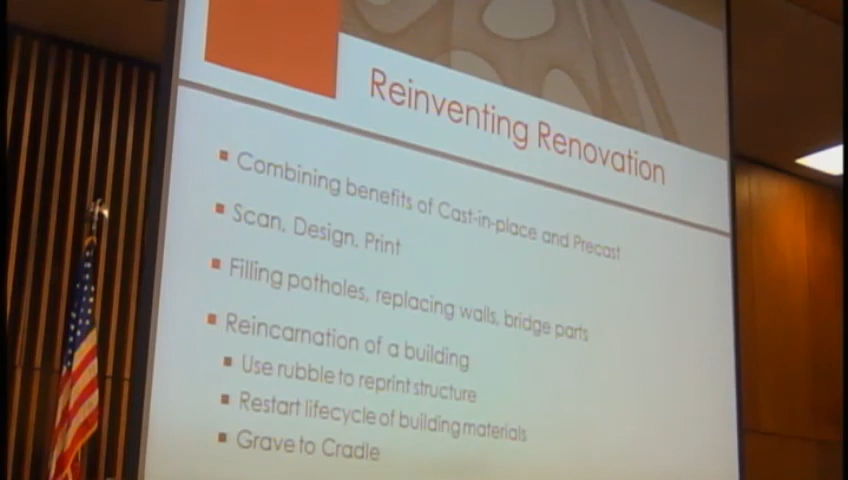 Reinventing Renovation
Combining benefits of Cast-in-place and Precast
Scan, Design, Print
Filling potholes, replacing walls, bridge parts
Reincarnation of a building
Use rubble to reprint structure
Restart lifecycle of building materials
Grave to Cradle